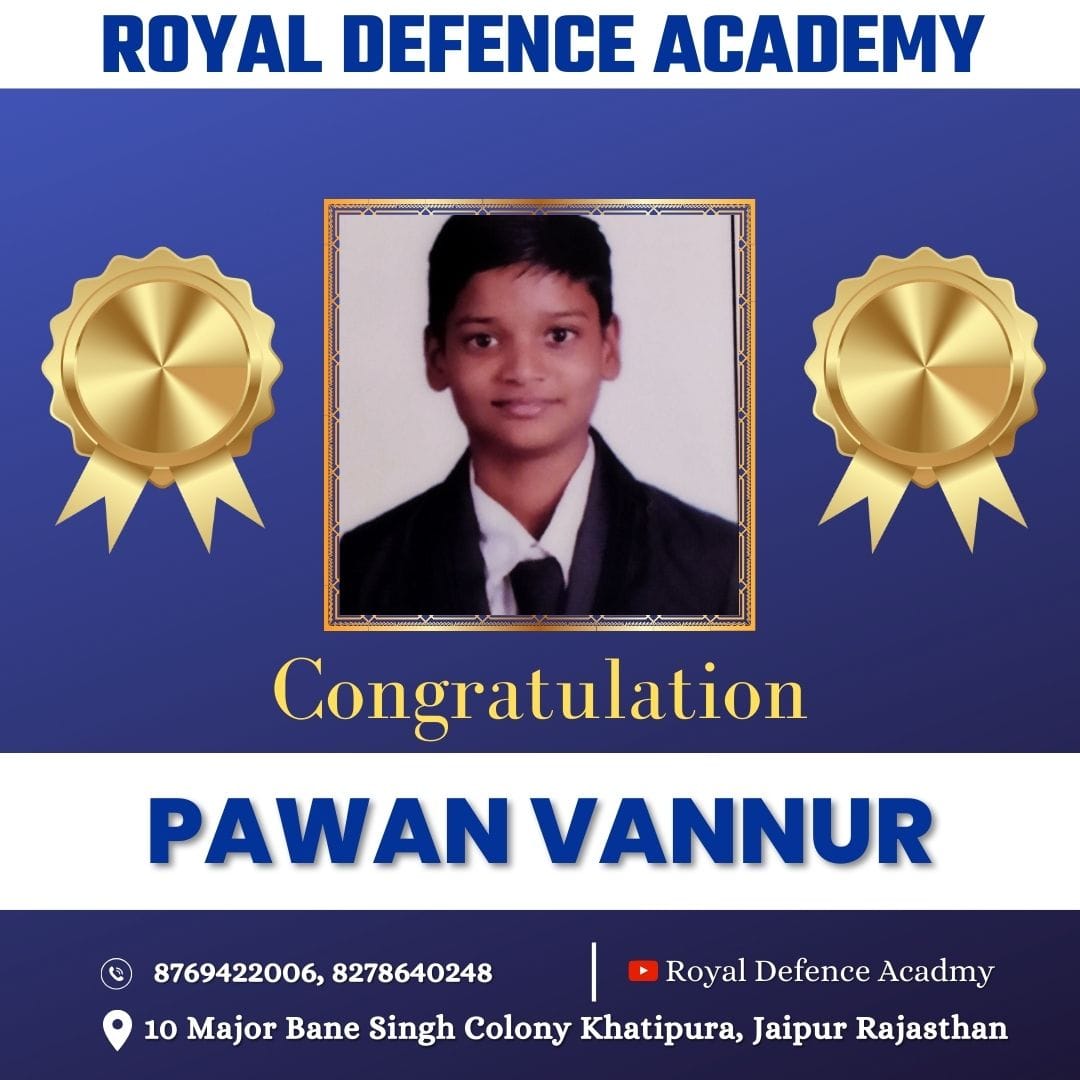 ROYAL DEFENCE ACADEMY
Congratulation
PAWAN VANNUR
8769422006, 8278640248
Royal Defence Acadmy
10 Major Bane Singh Colony Khatipura, Jaipur Rajasthan